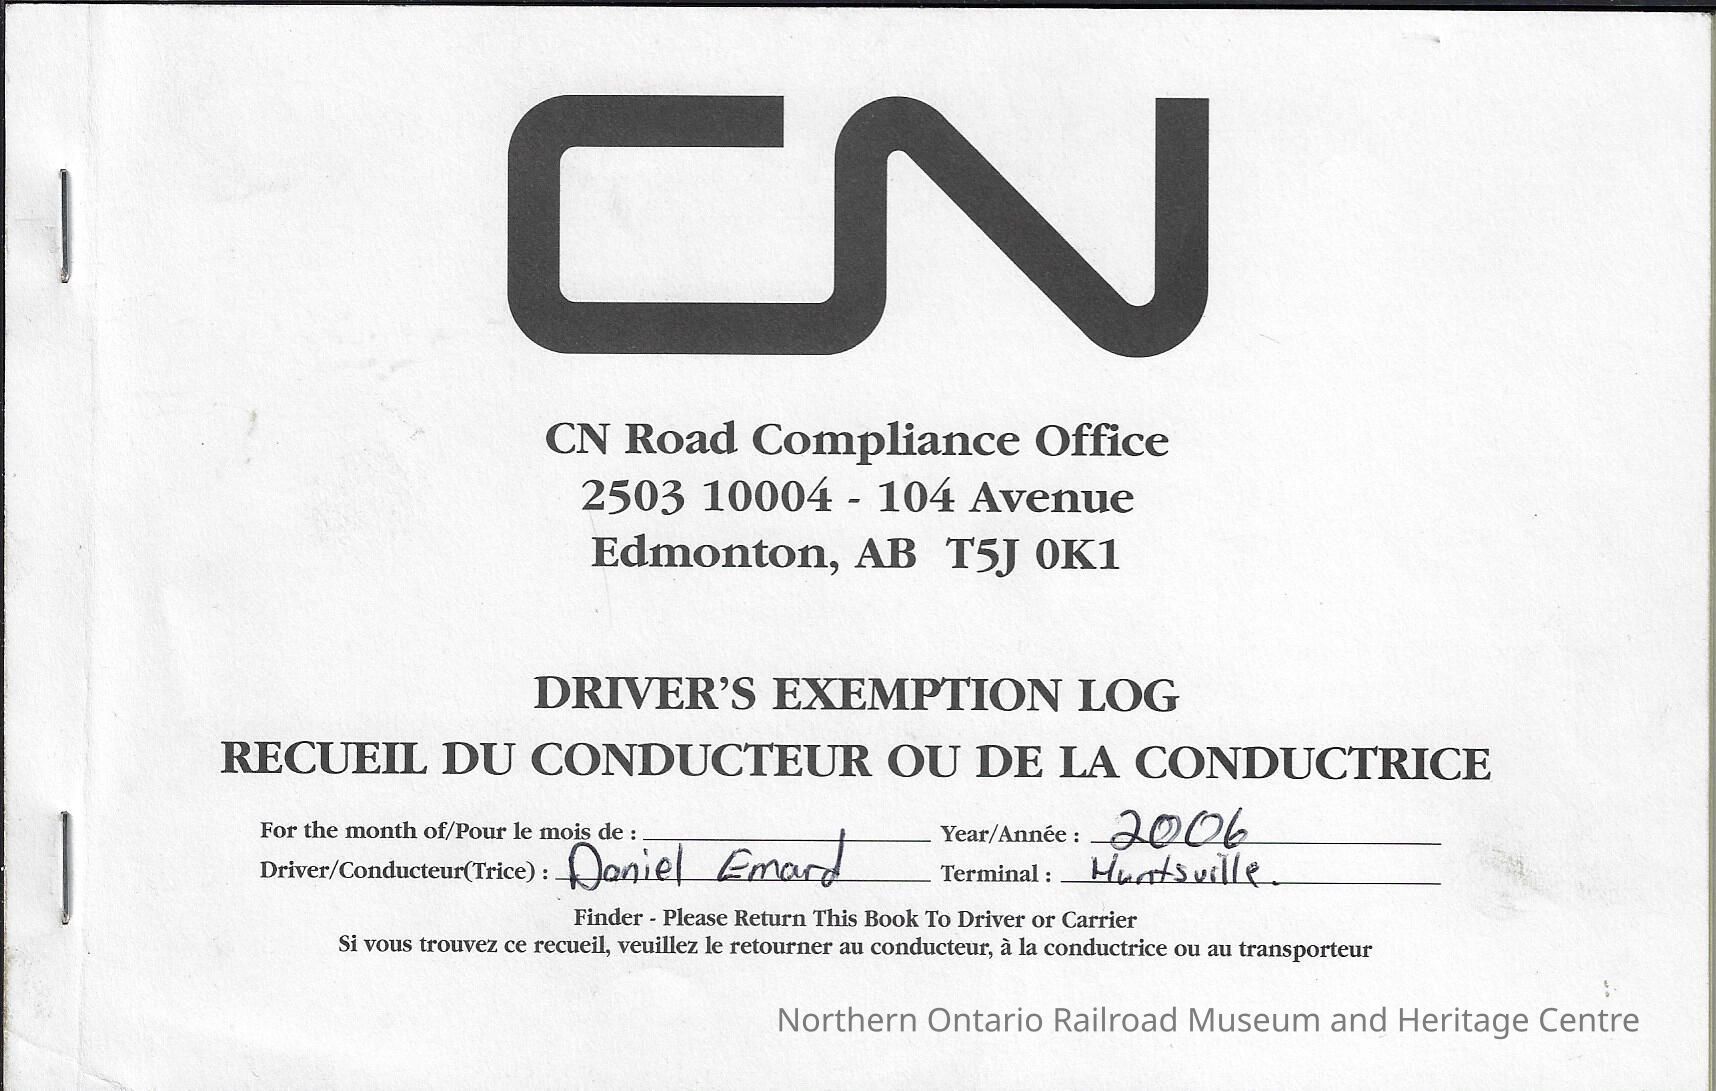 CN
CN Road Compliance Office
2503 10004 - 104 Avenue
Edmonton, AB T5J 0K1
DRIVER'S EXEMPTION LOG
RECUEIL DU CONDUCTEUR OU DE LA CONDUCTRICE
For the month of/Pour le mois de : Year/Année : 2006
Driver/Conducteur(Trice) : Daniel Emard Terminal : Huntsville.
Finder - Please Return This Book To Driver or Carrier
Si vous trouvez ce recueil, veuillez le retourner au conducteur, à la conductrice ou au transporteur
Northern Ontario Railroad Museum and Heritage Centre